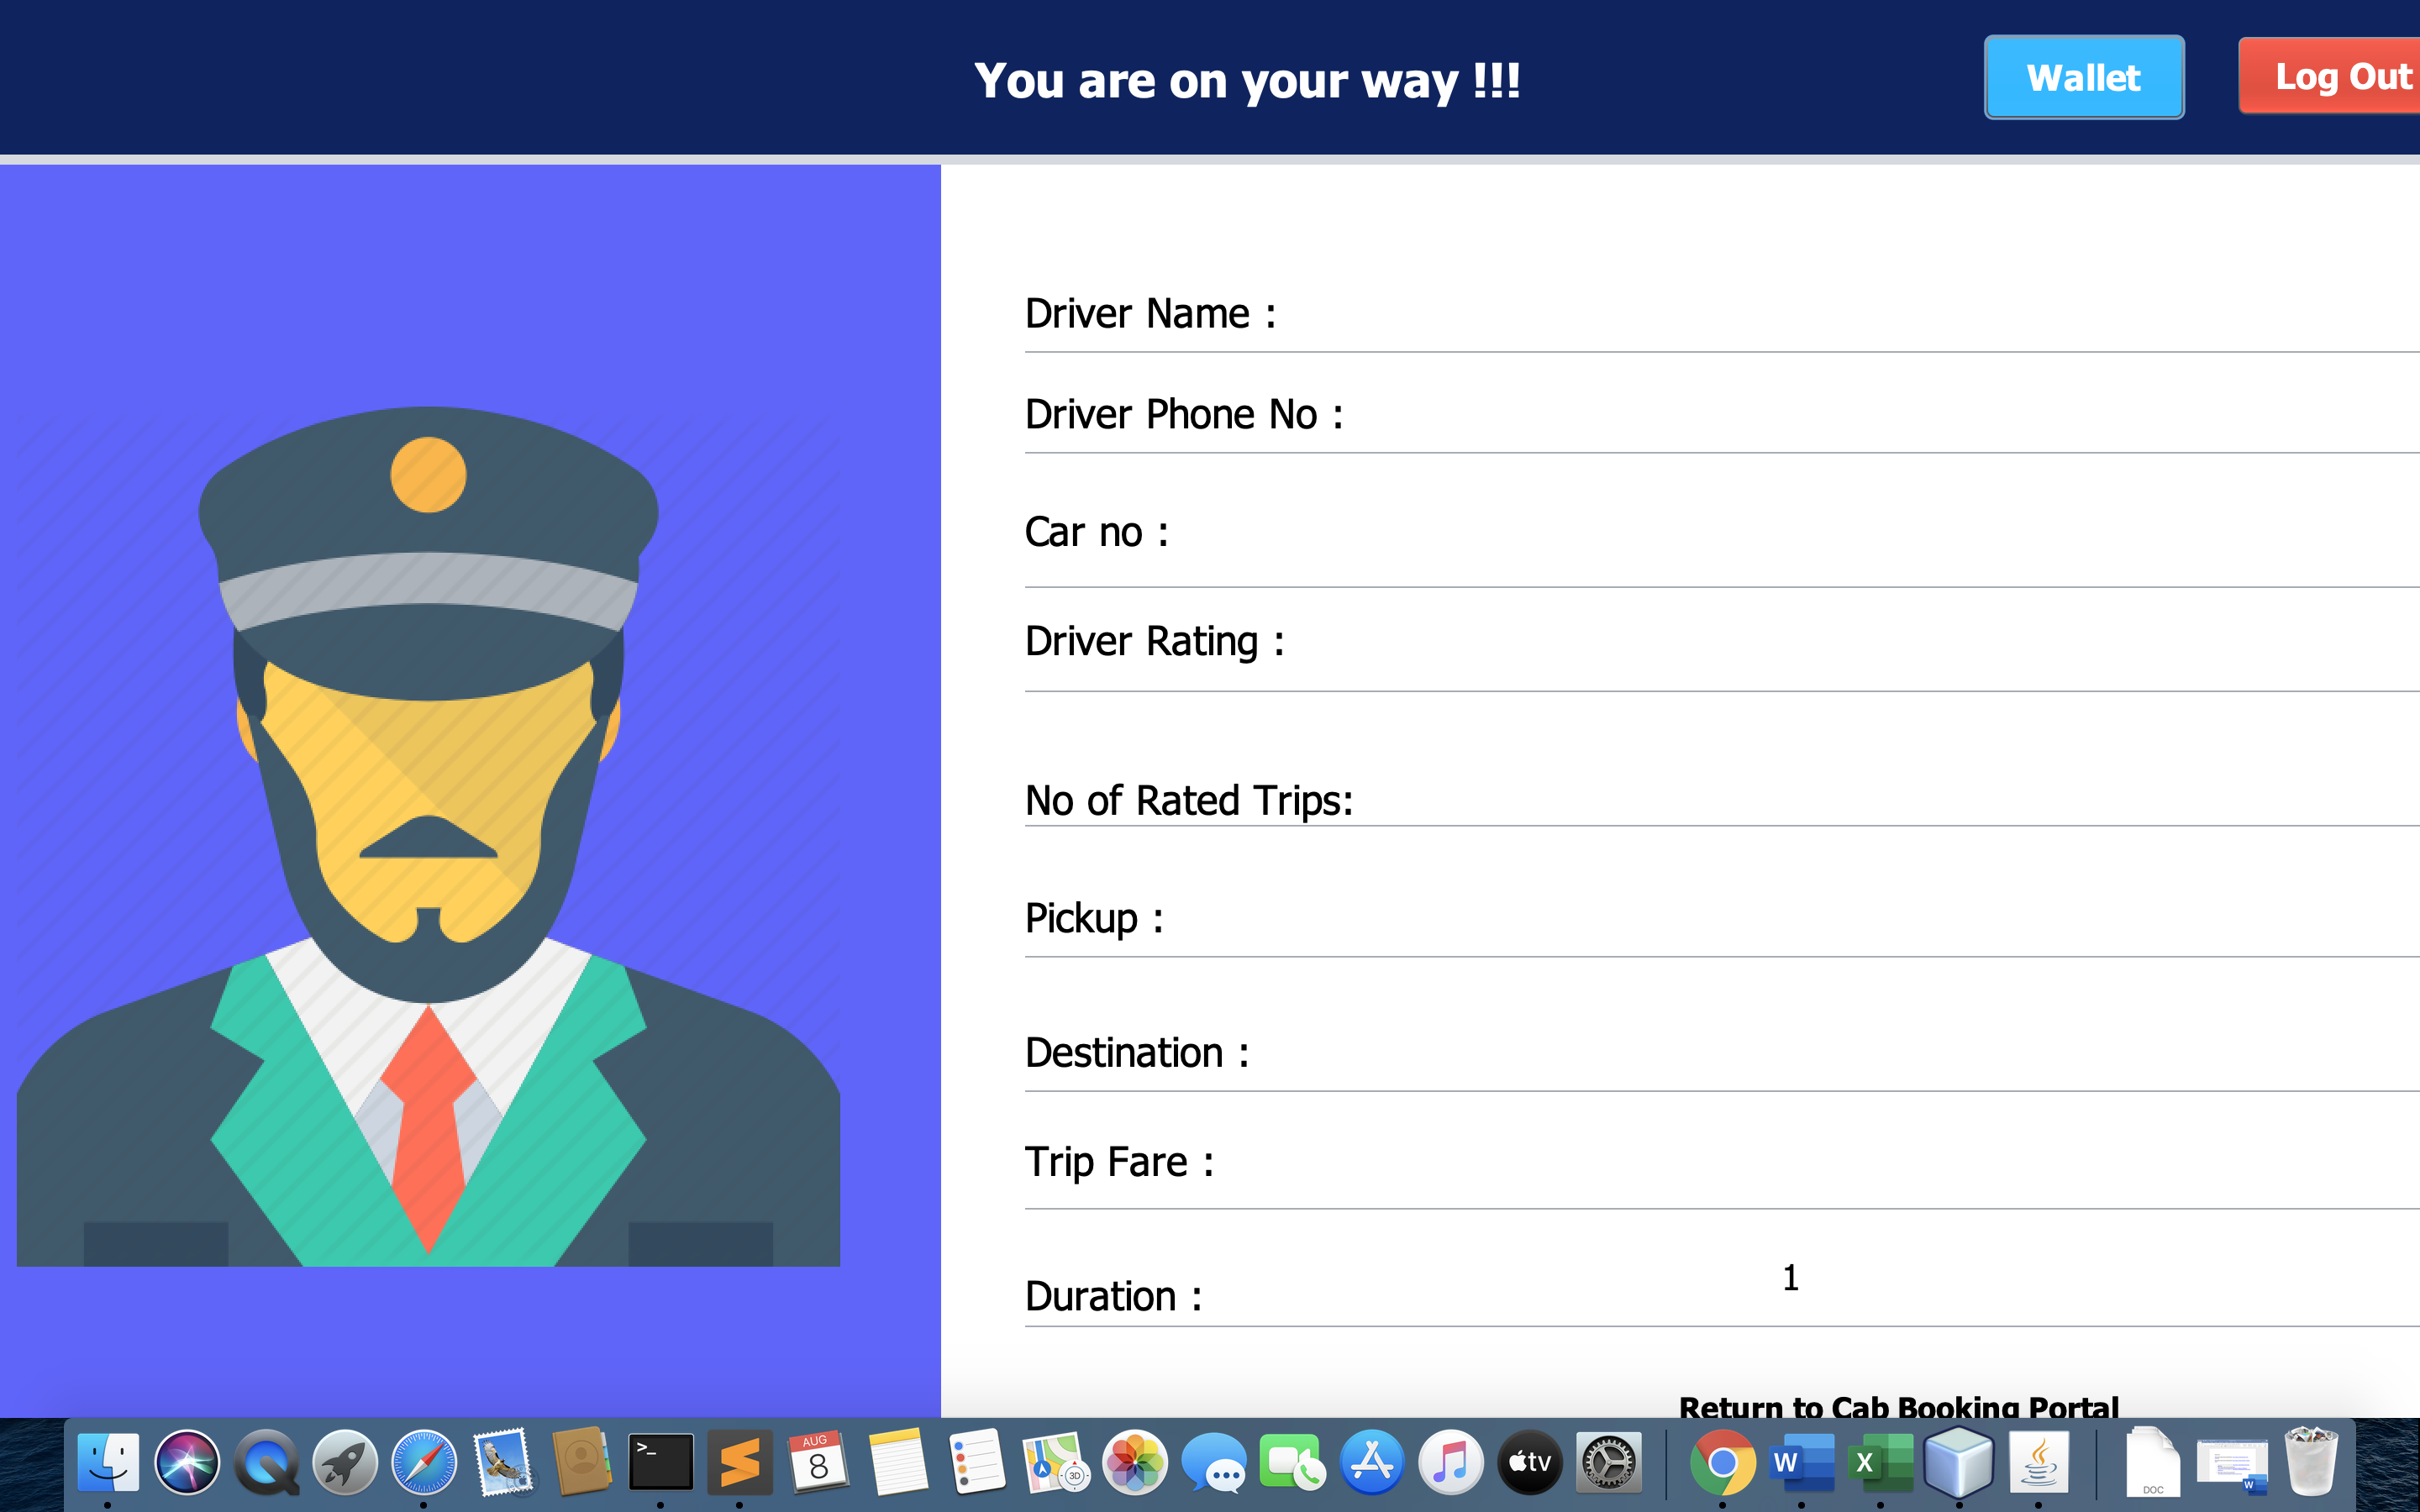 You are on your way !!!
Wallet
Log Out
Driver Name :
Driver Phone No :
Car no :
Driver Rating :
No of Rated Trips:
Pickup :
Destination :
Trip Fare :
Duration :
1
Return to Cab Booking Portal
>_
AUG
8
3D
tv
W
X
DOC
W